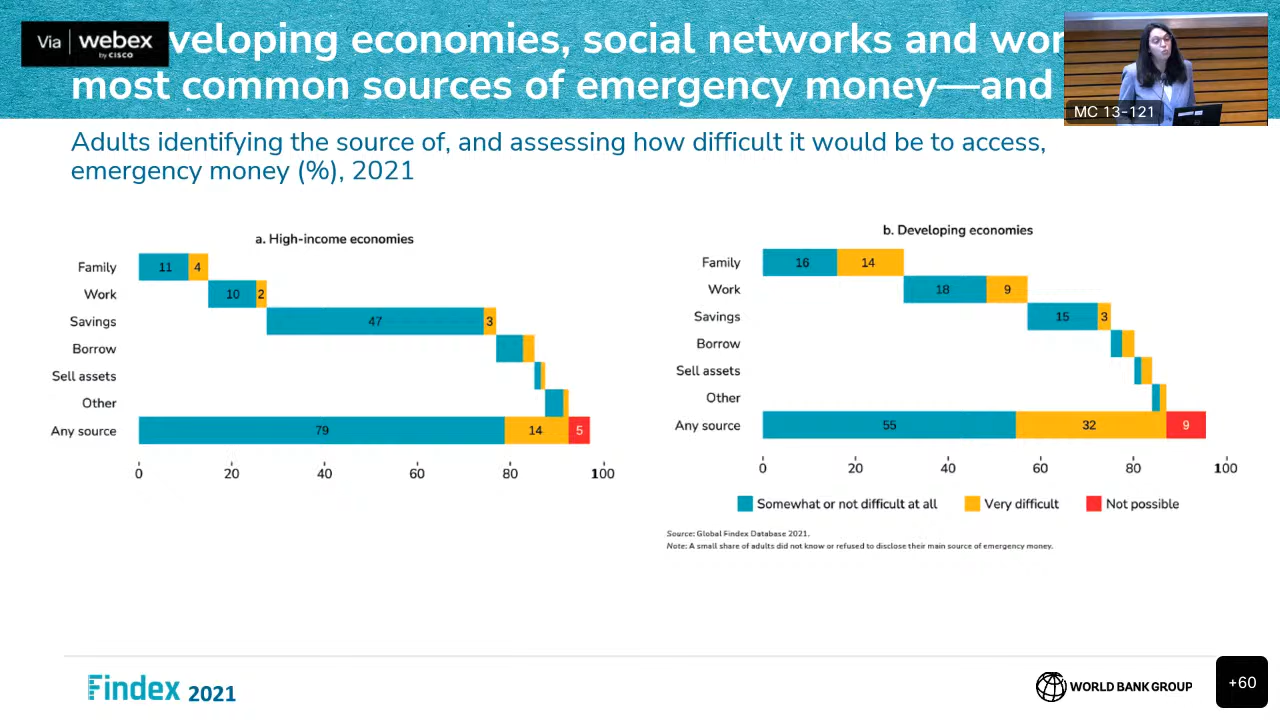 Via webex
by CISCO
veloping economies, social networks and wor
most common sources of emergency money—and
MC 13-121
Adults identifying the source of, and assessing how difficult it would be to access,
emergency money (%), 2021
a. High-income economies
Family 11 4
Work 10 2
Savings 47 3
Borrow
Sell assets
Other
Any source 79 14 5
0 20 40 60 80 100
b. Developing economies
Family 16 14
Work 18 9
Savings 15 3
Borrow
Sell assets
Other
Any source 55 32 9
0 20 40 60 80 100
Somewhat or not difficult at all Very difficult Not possible
Source: Global Findex Database 2021.
Note: A small share of adults did not know or refused to disclose their main source of emergency money.
Findex 2021
WORLD BANK GROUP
+60